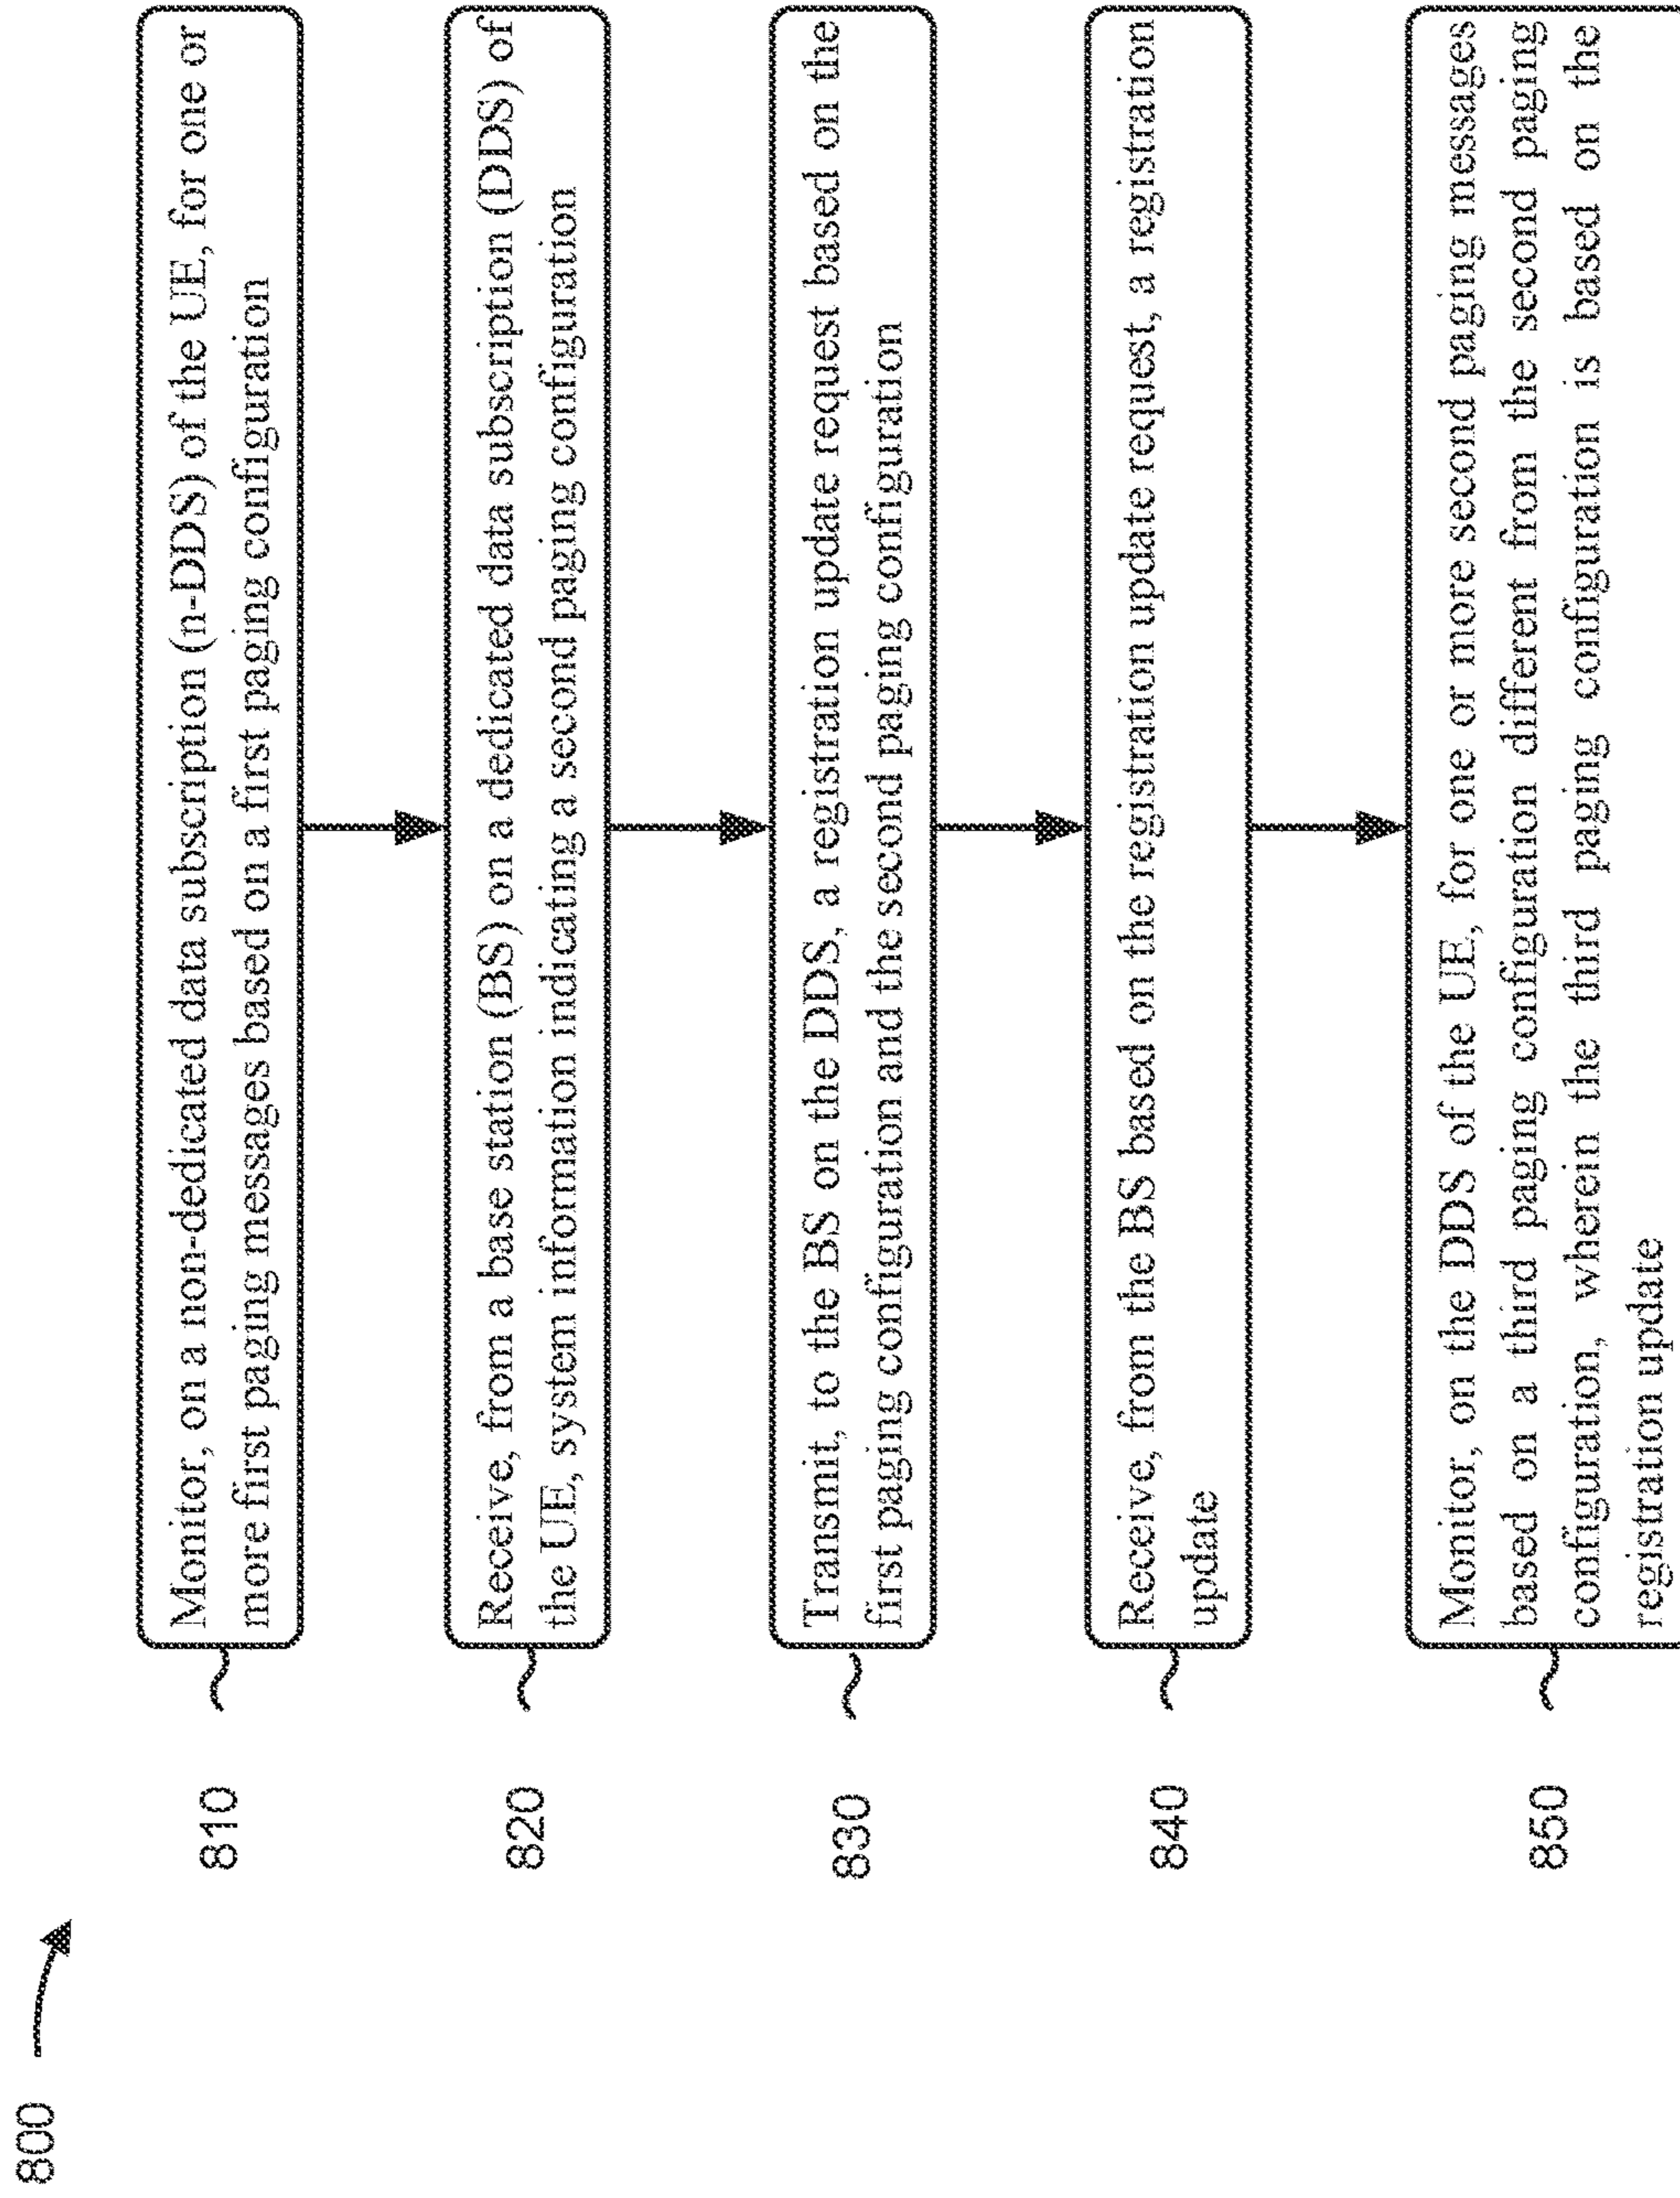 800
810
Monitor, on a non-dedicated data subscription (n-DDS) of the UE, for one or
more first paging messages based on a first paging configuration
820
Receive, from a base station (BS) on a dedicated data subscription (DDS) of
the UE, system information indicating a second paging configuration
830
Transmit, to the BS on the DDS, a registration update request based on the
first paging configuration and the second paging configuration
840
Receive, from the BS based on the registration update request, a registration
update
850
Monitor, on the DDS of the UE, for one or more second paging messages
based on a third paging configuration different from the second paging
configuration, wherein the third paging configuration is based on the
registration update